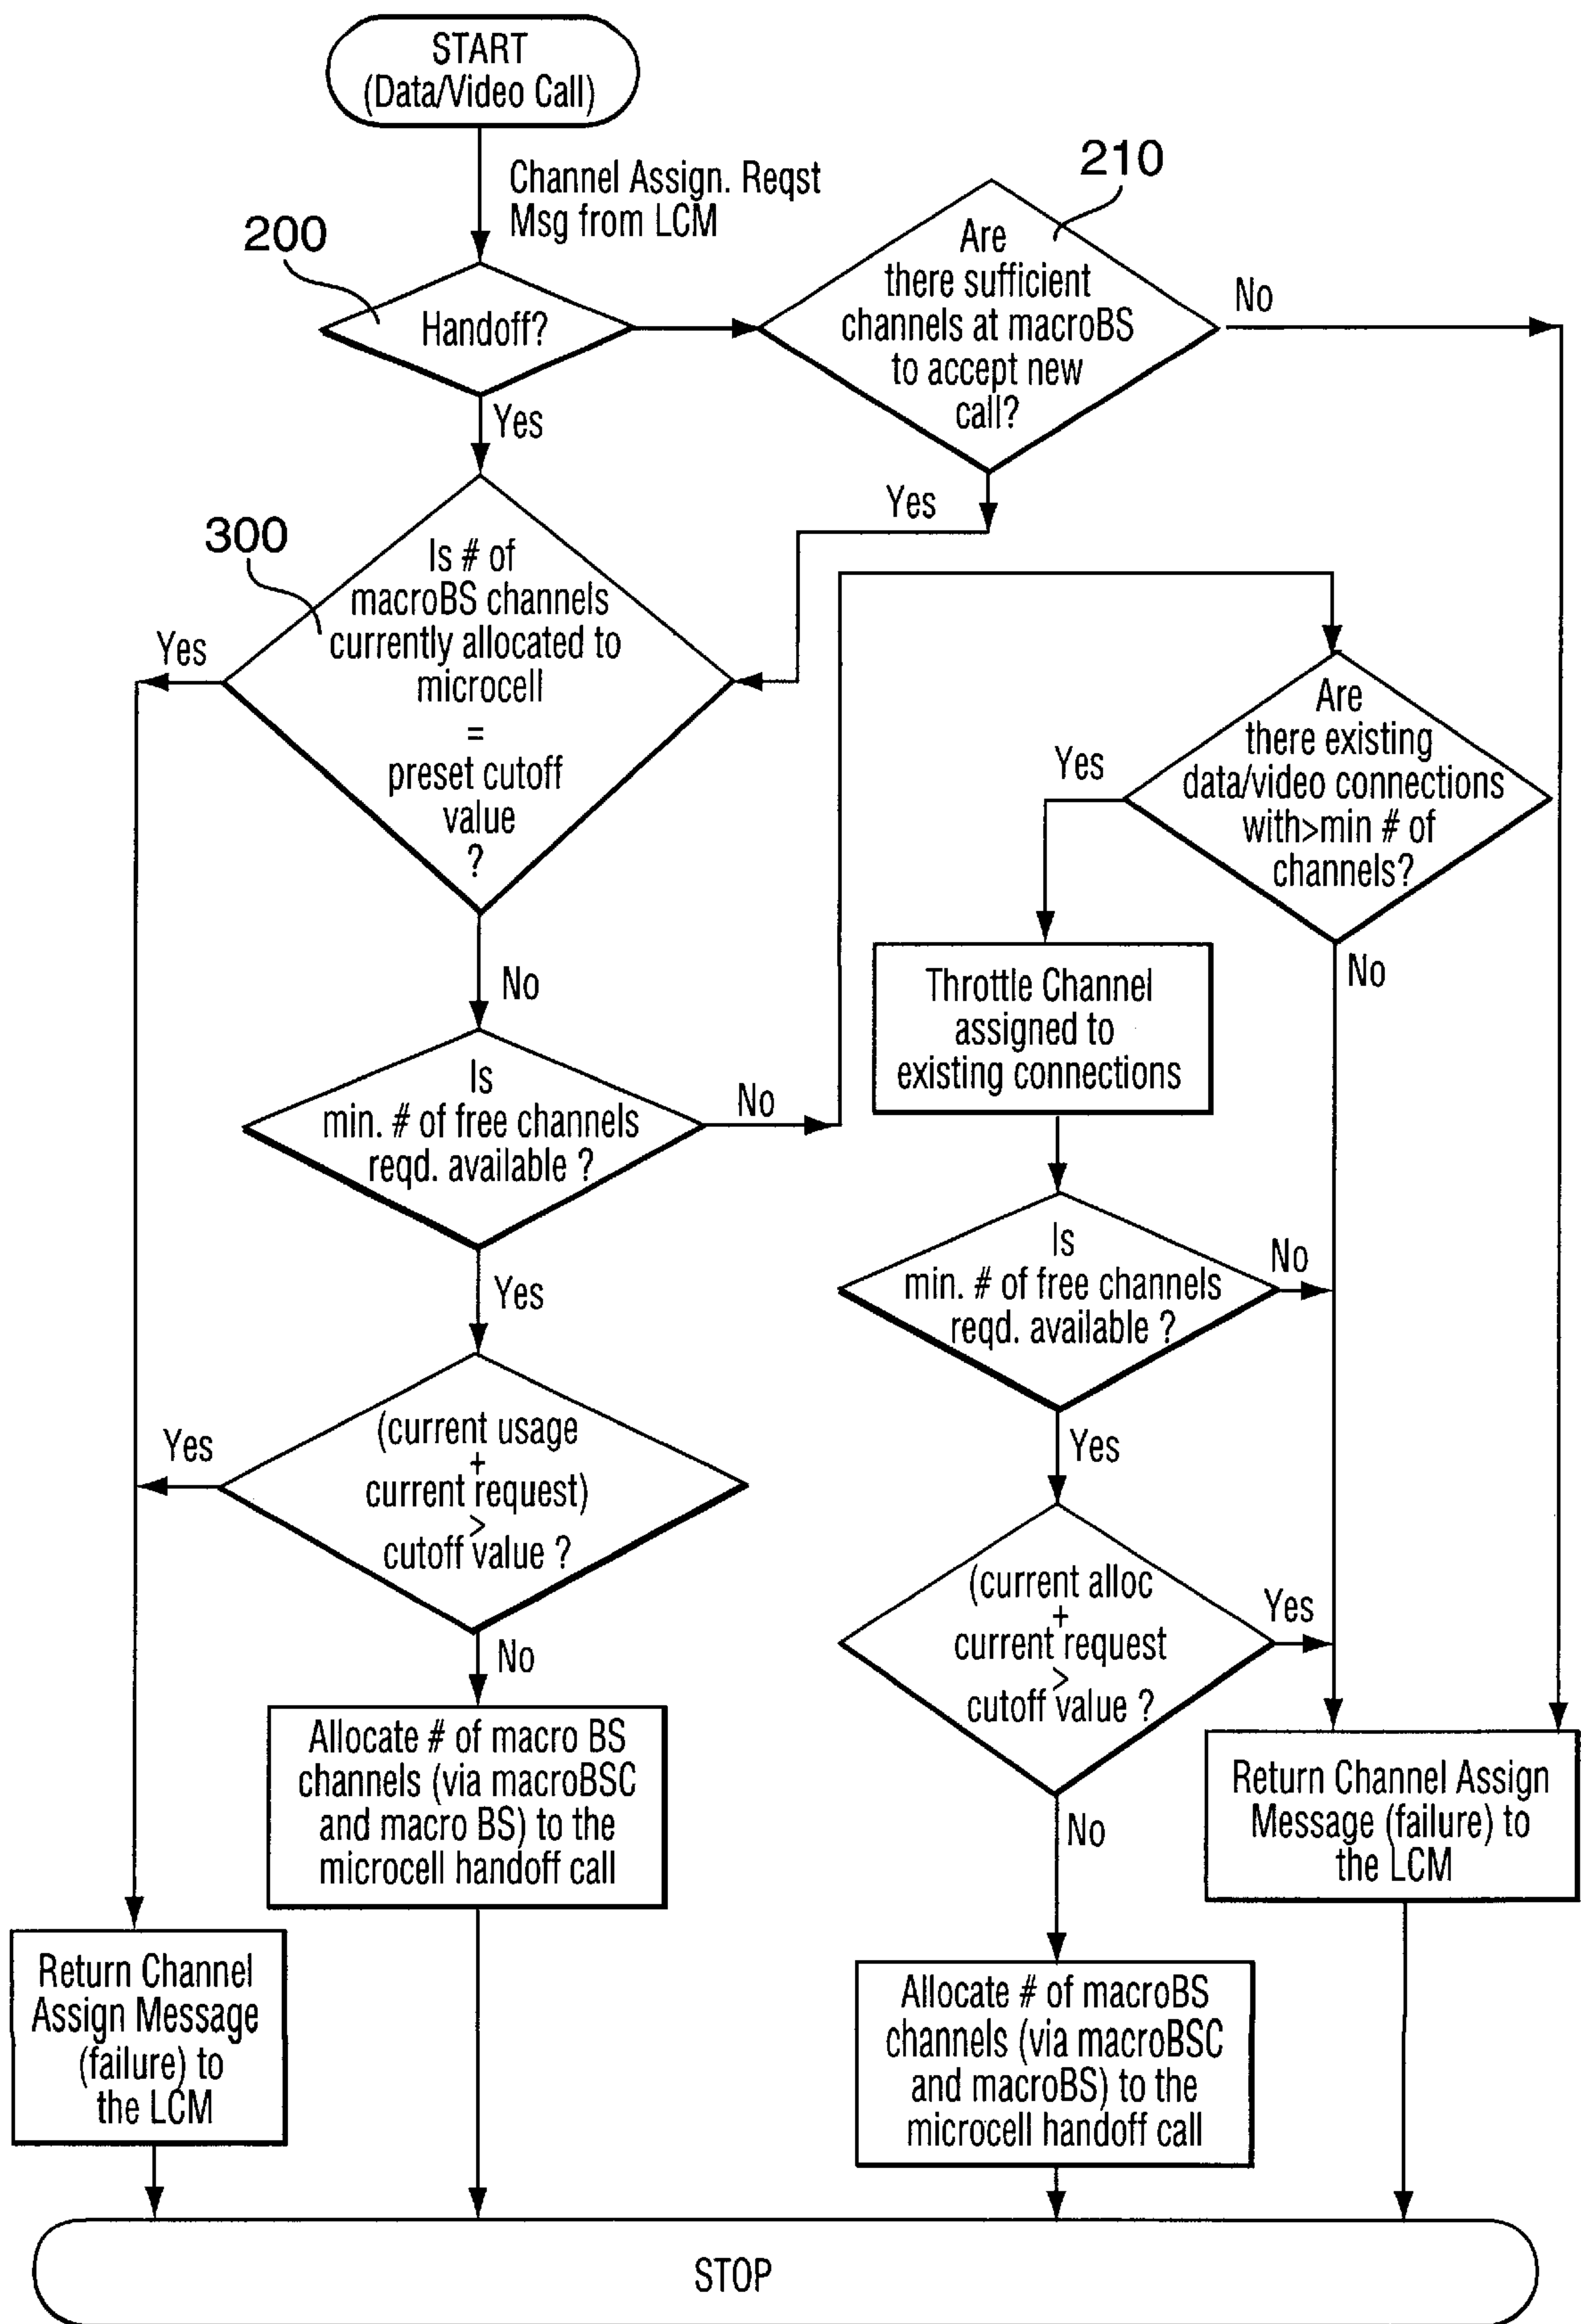 START
(Data/Video Call)
Channel Assign. Reqst
Msg from LCM
200
Handoff?
210
Are
there sufficient
channels at macroBS
to accept new
call?
No
Yes
Yes
300
Is # of
macroBS channels
currently allocated to
microcell
=
preset cutoff
value
?
Yes
No
Are
there existing
data/video connections
with>min # of
channels?
Yes
No
Throttle Channel
assigned to
existing connections
Is
min. # of free channels
reqd. available ?
No
Yes
Is
min. # of free channels
reqd. available ?
No
Yes
(current usage
+
current request)
>
cutoff value ?
Yes
No
(current alloc
+
current request
>
cutoff value ?
Yes
No
Allocate # of macro BS
channels (via macroBSC
and macro BS) to the
microcell handoff call
Return Channel Assign
Message (failure) to
the LCM
Return Channel
Assign Message
(failure) to
the LCM
Allocate # of macroBS
channels (via macroBSC
and macroBS) to the
microcell handoff call
STOP